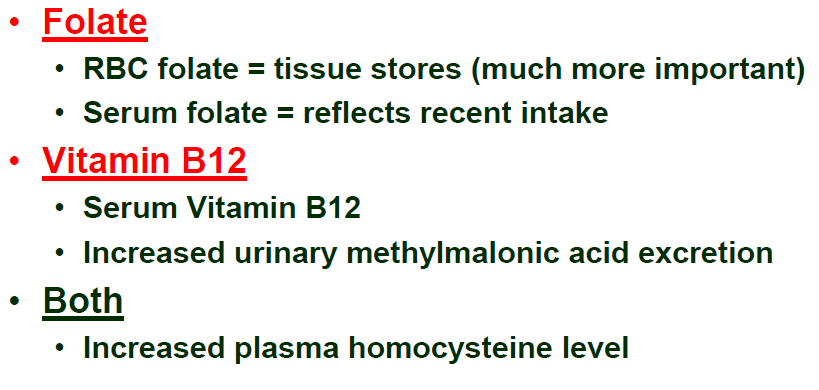 • Folate
• RBC folate = tissue stores (much more important)
• Serum folate = reflects recent intake
• Vitamin B12
• Serum Vitamin B12
• Increased urinary methylmalonic acid excretion
• Both
• Increased plasma homocysteine level